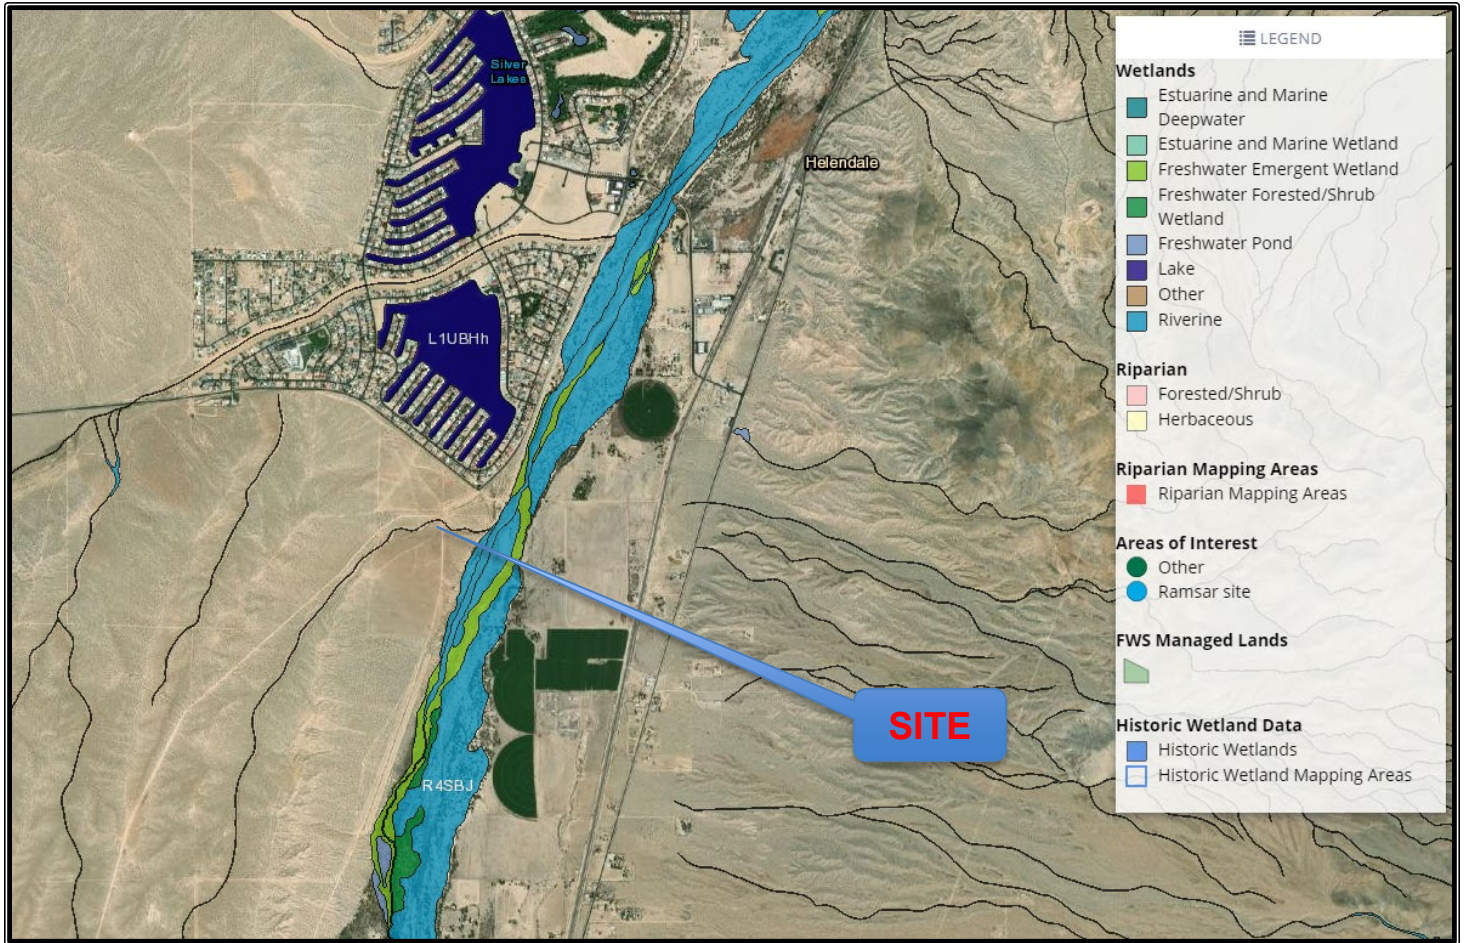 Silver
Lakes
Helendale
L1UBHh
SITE
R4SBJ
LEGEND
Wetlands
Estuarine and Marine
Deepwater
Estuarine and Marine Wetland
Freshwater Emergent Wetland
Freshwater Forested/Shrub
Wetland
Freshwater Pond
Lake
Other
Riverine
Riparian
Forested/Shrub
Herbaceous
Riparian Mapping Areas
Riparian Mapping Areas
Areas of Interest
Other
Ramsar site
FWS Managed Lands
Historic Wetland Data
Historic Wetlands
Historic Wetland Mapping Areas